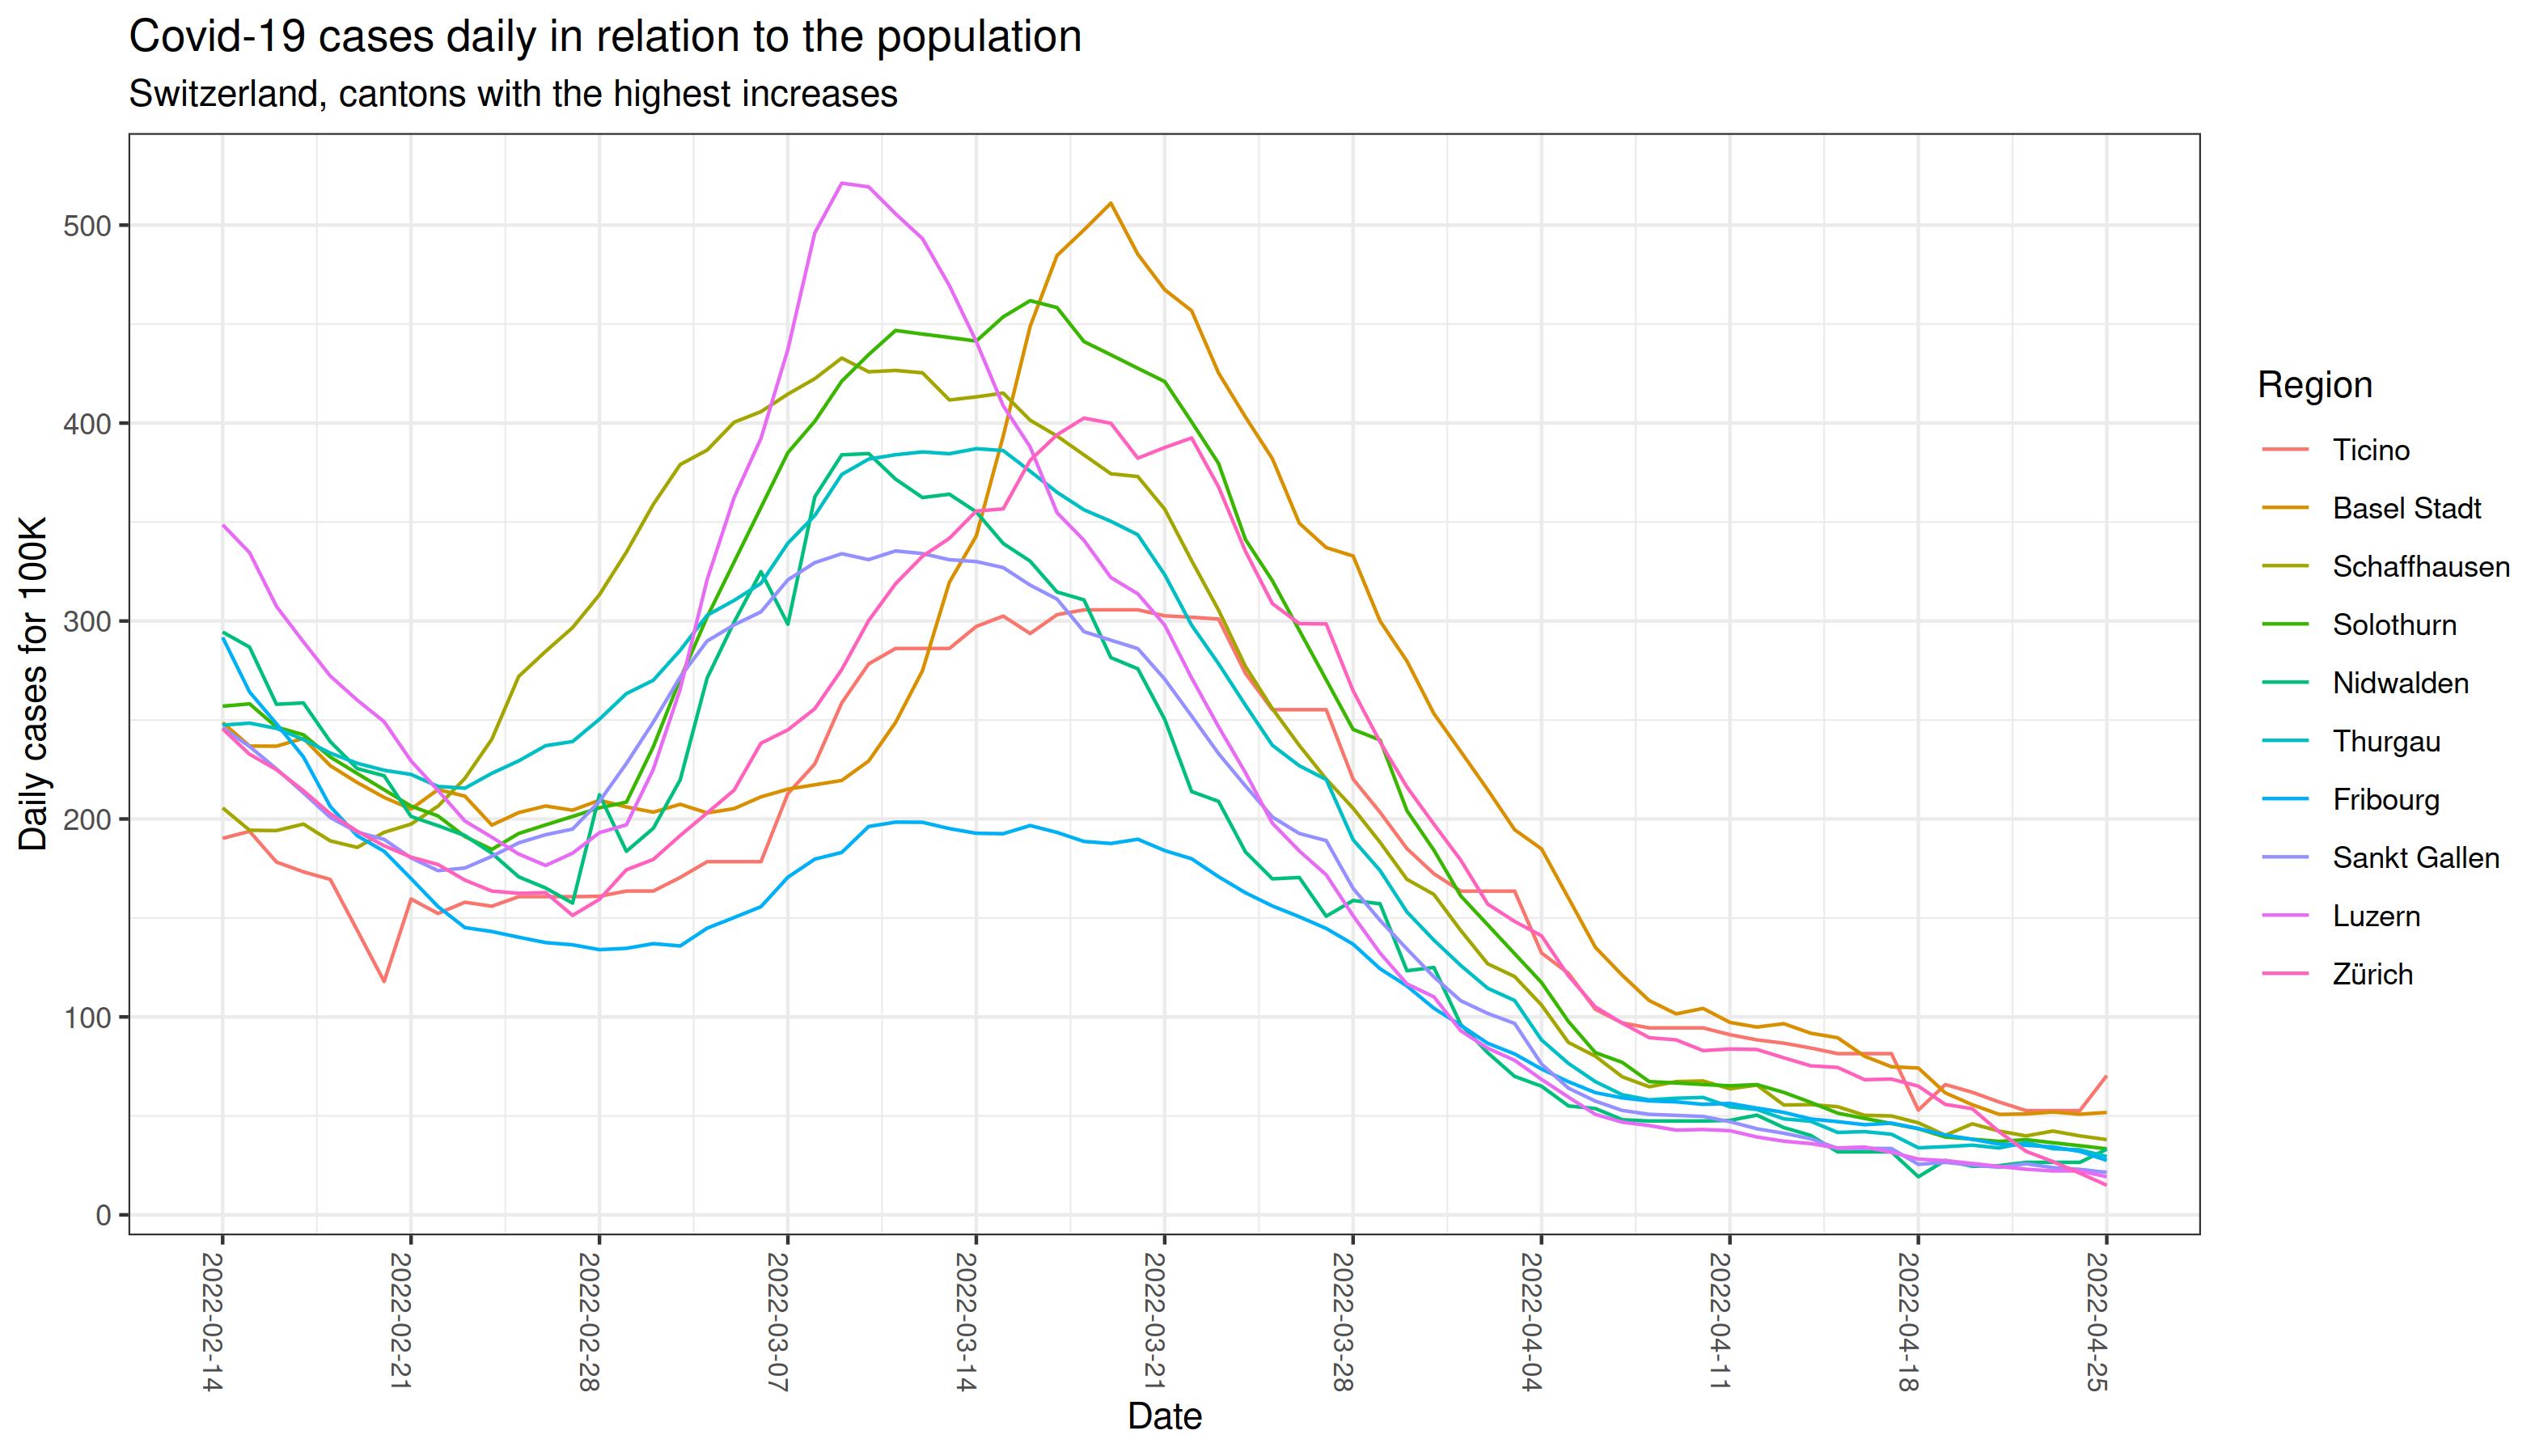 Covid-19 cases daily in relation to the population
Switzerland, cantons with the highest increases
Daily cases for 100K
500
400
300
200
100
0
2022-02-14
2022-02-21
2022-02-28
2022-03-07
2022-03-14
2022-03-21
2022-03-28
2022-04-04
2022-04-11
2022-04-18
2022-04-25
Date
Region
Ticino
Basel Stadt
Schaffhausen
Solothurn
Nidwalden
Thurgau
Fribourg
Sankt Gallen
Luzern
Zürich